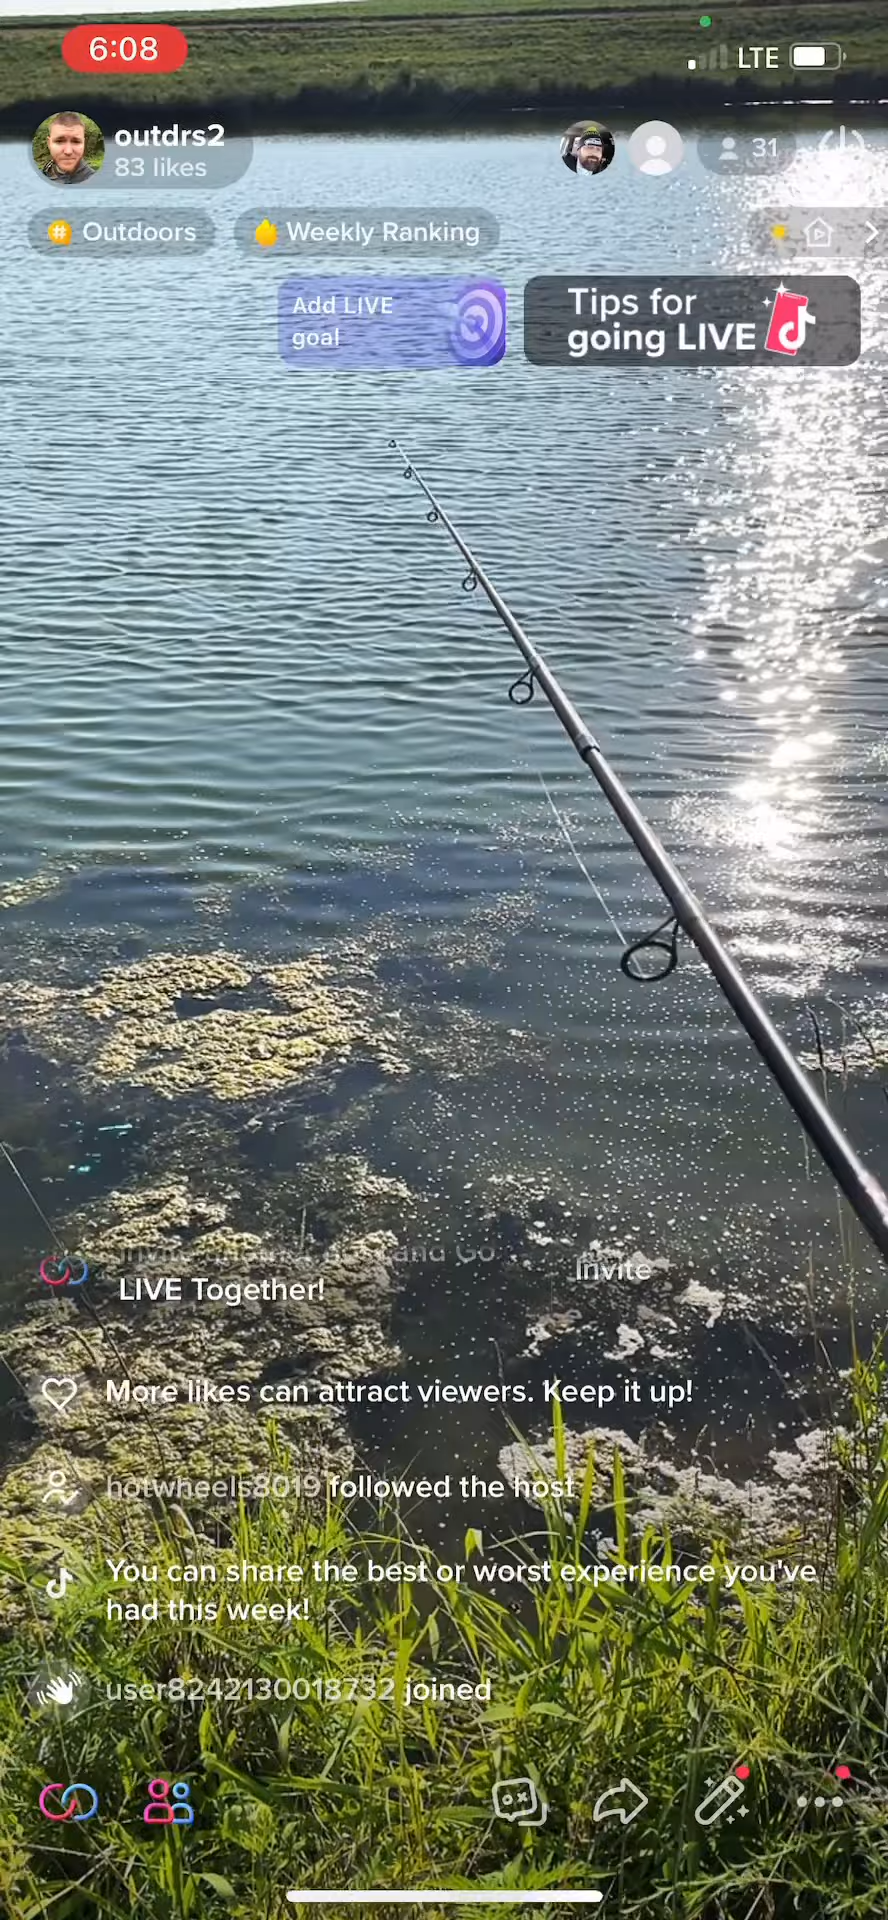 6:08
LTE
outdrs2
83 likes
31
Outdoors
Weekly Ranking
Add LIVE
goal
Tips for
going LIVE
and Go
LIVE Together!
Invite
More likes can attract viewers. Keep it up!
hotwheels8019 followed the host
You can share the best or worst experience you've
had this week!
user8242130018732 joined